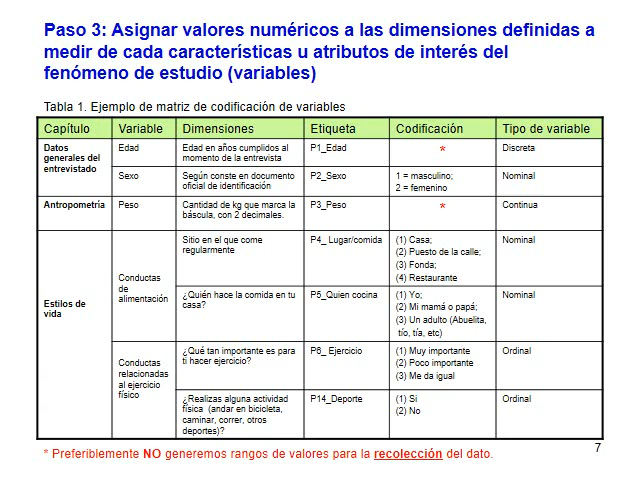 Paso 3: Asignar valores numéricos a las dimensiones definidas a
medir de cada características u atributos de interés del
fenómeno de estudio (variables)
Tabla 1. Ejemplo de matriz de codificación de variables
Capítulo Variable Dimensiones Etiqueta Codificación Tipo de variable
Datos
generales del
entrevistado
Edad
Edad en años cumplidos al
momento de la entrevista
P1_Edad
*
Discreta
Sexo
Según conste en documento
oficial de identificación
P2_Sexo
1 = masculino;
2 = femenino
Nominal
Antropometría
Peso
Cantidad de kg que marca la
báscula, con 2 decimales.
P3_Peso
*
Continua
Estilos de
vida
Conductas
de
alimentación
Sitio en el que come
regularmente
P4_ Lugar/comida
(1) Casa;
(2) Puesto de la calle;
(3) Fonda;
(4) Restaurante
Nominal
¿Quién hace la comida en tu
casa?
P5_Quien cocina
(1) Yo;
(2) Mi mamá o papá;
(3) Un adulto (Abuelita,
tío, tía, etc)
Nominal
Conductas
relacionadas
al ejercicio
físico
¿Qué tan importante es para
ti hacer ejercicio?
P6_ Ejercicio
(1) Muy importante
(2) Poco importante
(3) Me da igual
Ordinal
¿Realizas alguna actividad
física (andar en bicicleta,
caminar, correr, otros
deportes)?
P14_Deporte
(1) Si
(2) No
Ordinal
7
* Preferiblemente NO generemos rangos de valores para la recolección del dato.